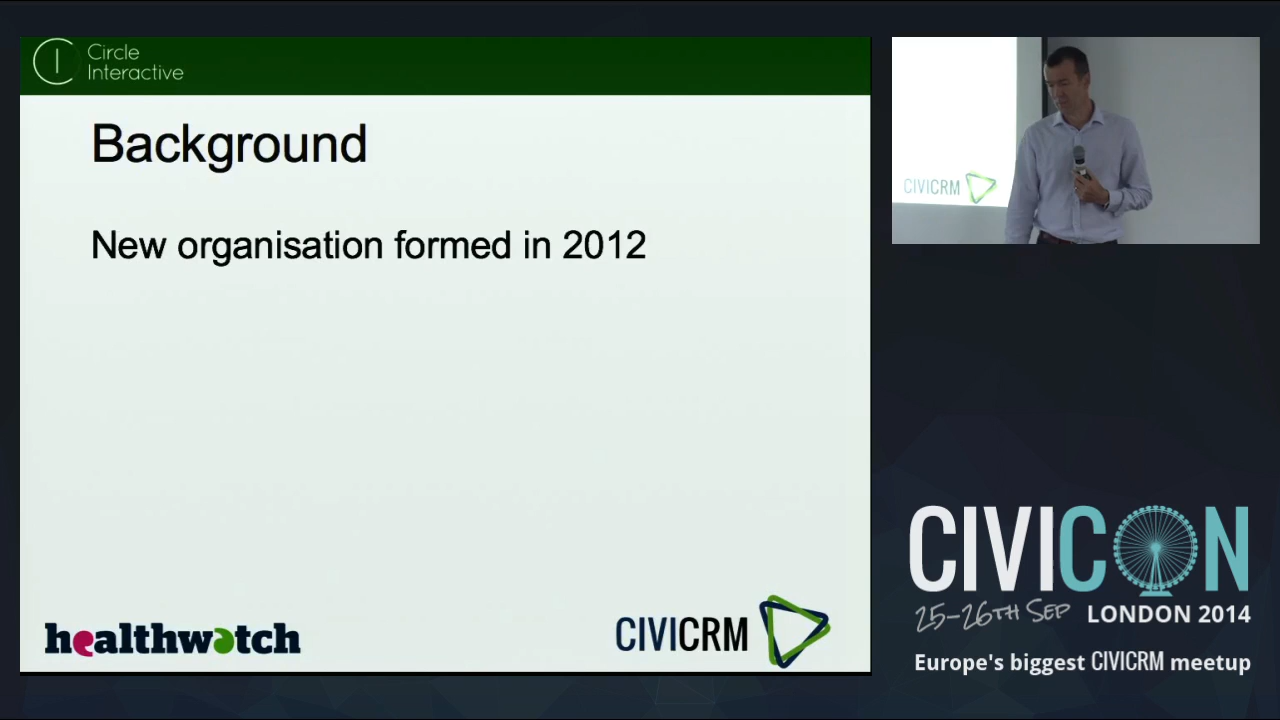 Circle
Interactive
Background
New organisation formed in 2012
healthwatch
CIVICRM
CIVICRM
CIVICON
25-26TH SEP LONDON 2014
Europe's biggest CIVICRM meetup